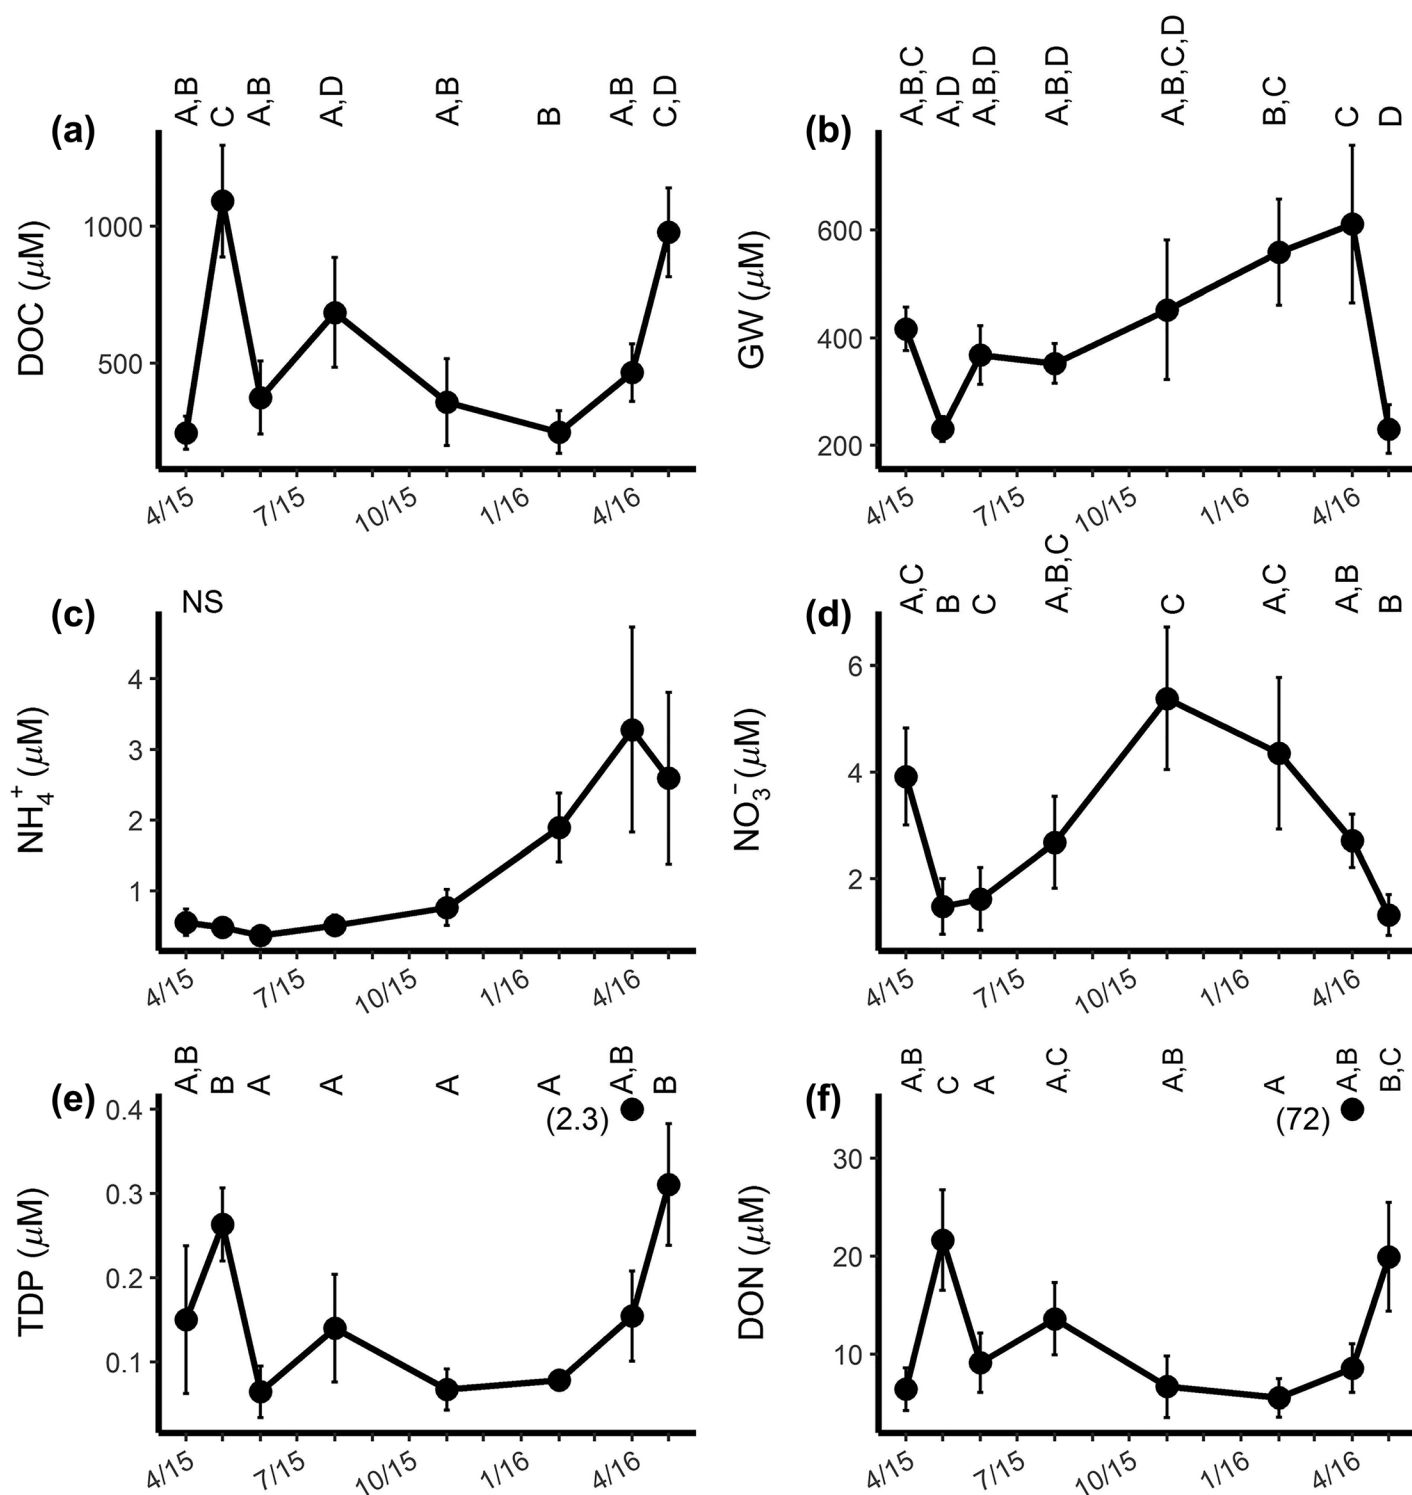 (a)
A,B
C
A,B
A,D
A,B
B
A,B
C,D
DOC (μM)
1000
500
4/15
7/15
10/15
1/16
4/16
(b)
A,B,C
A,D
A,B,D
A,B,D
A,B,C,D
B,C
C
D
GW (μM)
600
400
200
4/15
7/15
10/15
1/16
4/16
(c)
NS
NH₄⁺ (μM)
4
3
2
1
4/15
7/15
10/15
1/16
4/16
(d)
A,C
B
C
A,B,C
C
A,C
A,B
B
NO₃⁻ (μM)
6
4
2
4/15
7/15
10/15
1/16
4/16
(e)
A,B
B
A
A
A
A
A,B
B
(2.3)
TDP (μM)
0.4
0.3
0.2
0.1
4/15
7/15
10/15
1/16
4/16
(f)
A,B
C
A
A,C
A,B
A
A,B
B,C
(72)
DON (μM)
30
20
10
4/15
7/15
10/15
1/16
4/16